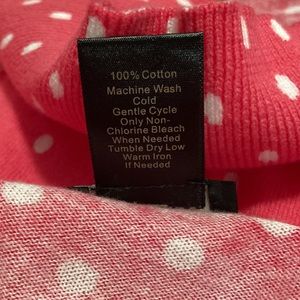 100% Cotton
Machine Wash
Cold
Gentle Cycle
Only Non-
Chlorine Bleach
When Needed
Tumble Dry Low
Warm Iron
If Needed